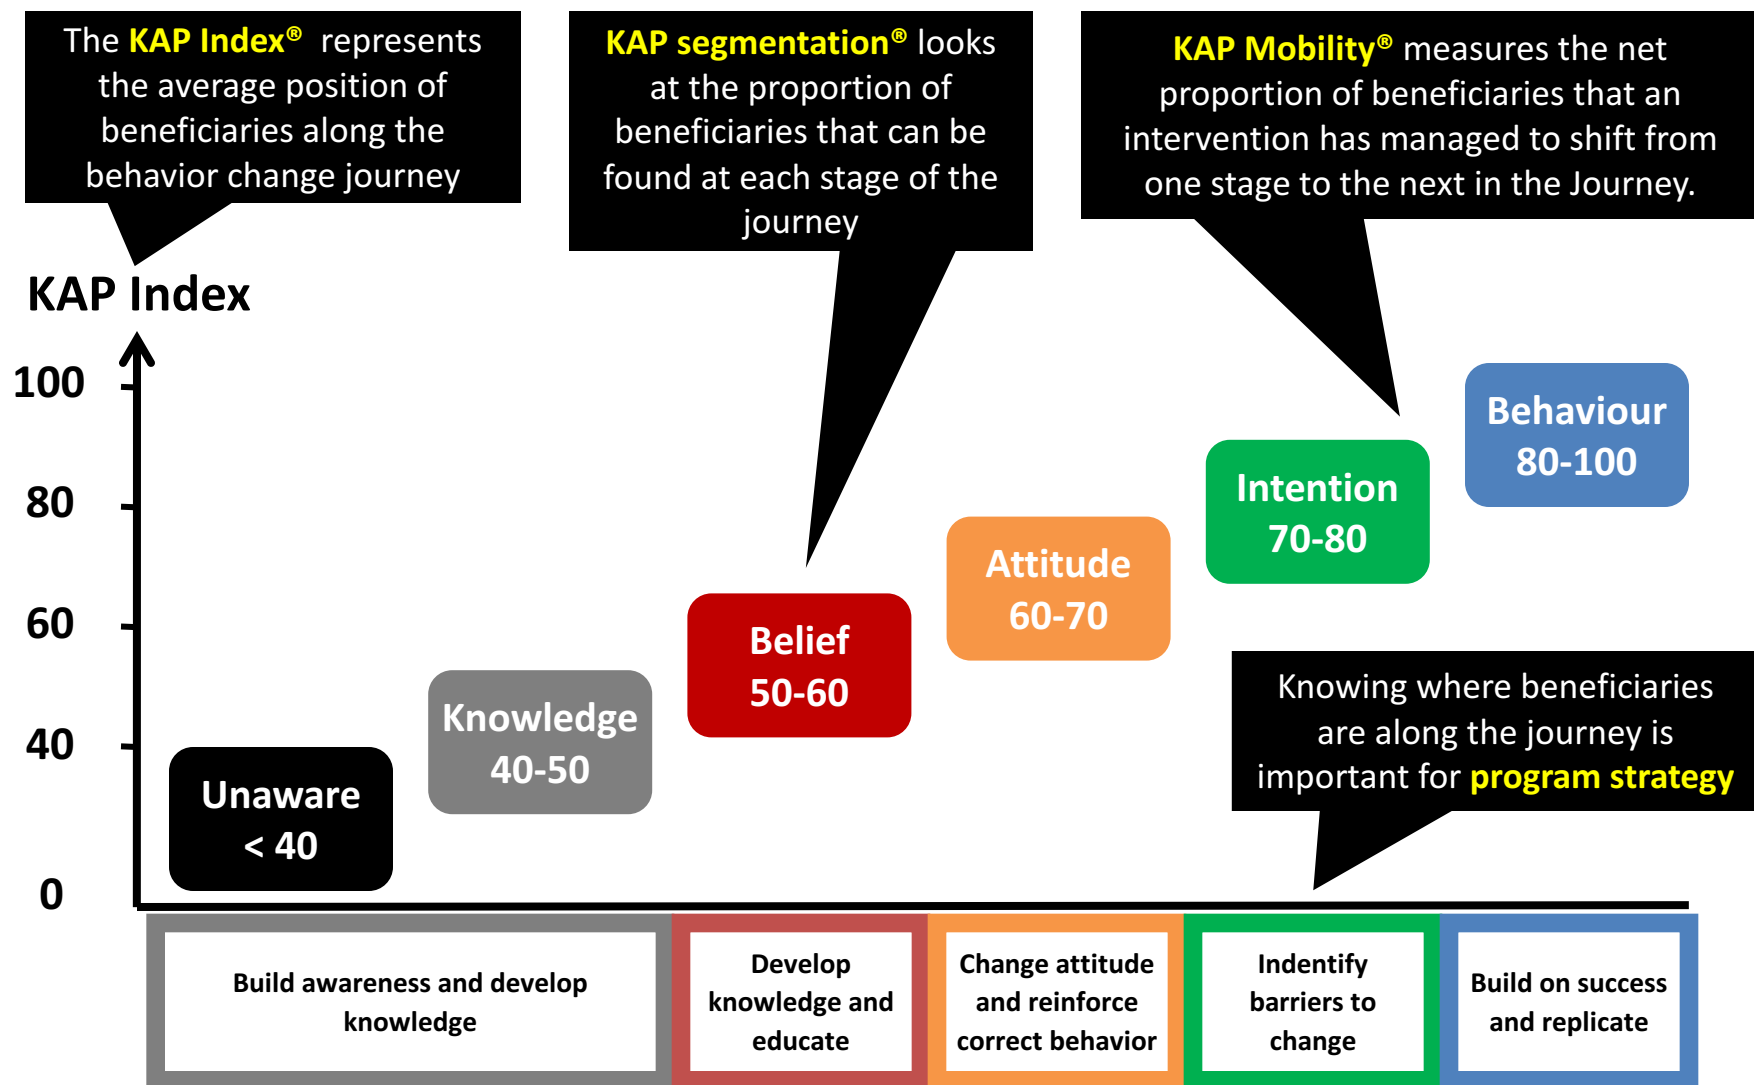 The KAP Index® represents
the average position of
beneficiaries along the
behavior change journey
KAP segmentation® looks
at the proportion of
beneficiaries that can be
found at each stage of the
journey
KAP Mobility® measures the net
proportion of beneficiaries that an
intervention has managed to shift from
one stage to the next in the Journey.
KAP Index
100
80
60
40
0
Unaware
< 40
Knowledge
40-50
Belief
50-60
Attitude
60-70
Intention
70-80
Behaviour
80-100
Knowing where beneficiaries
are along the journey is
important for program strategy
Build awareness and develop
knowledge
Develop
knowledge and
educate
Change attitude
and reinforce
correct behavior
Indentify
barriers to
change
Build on success
and replicate